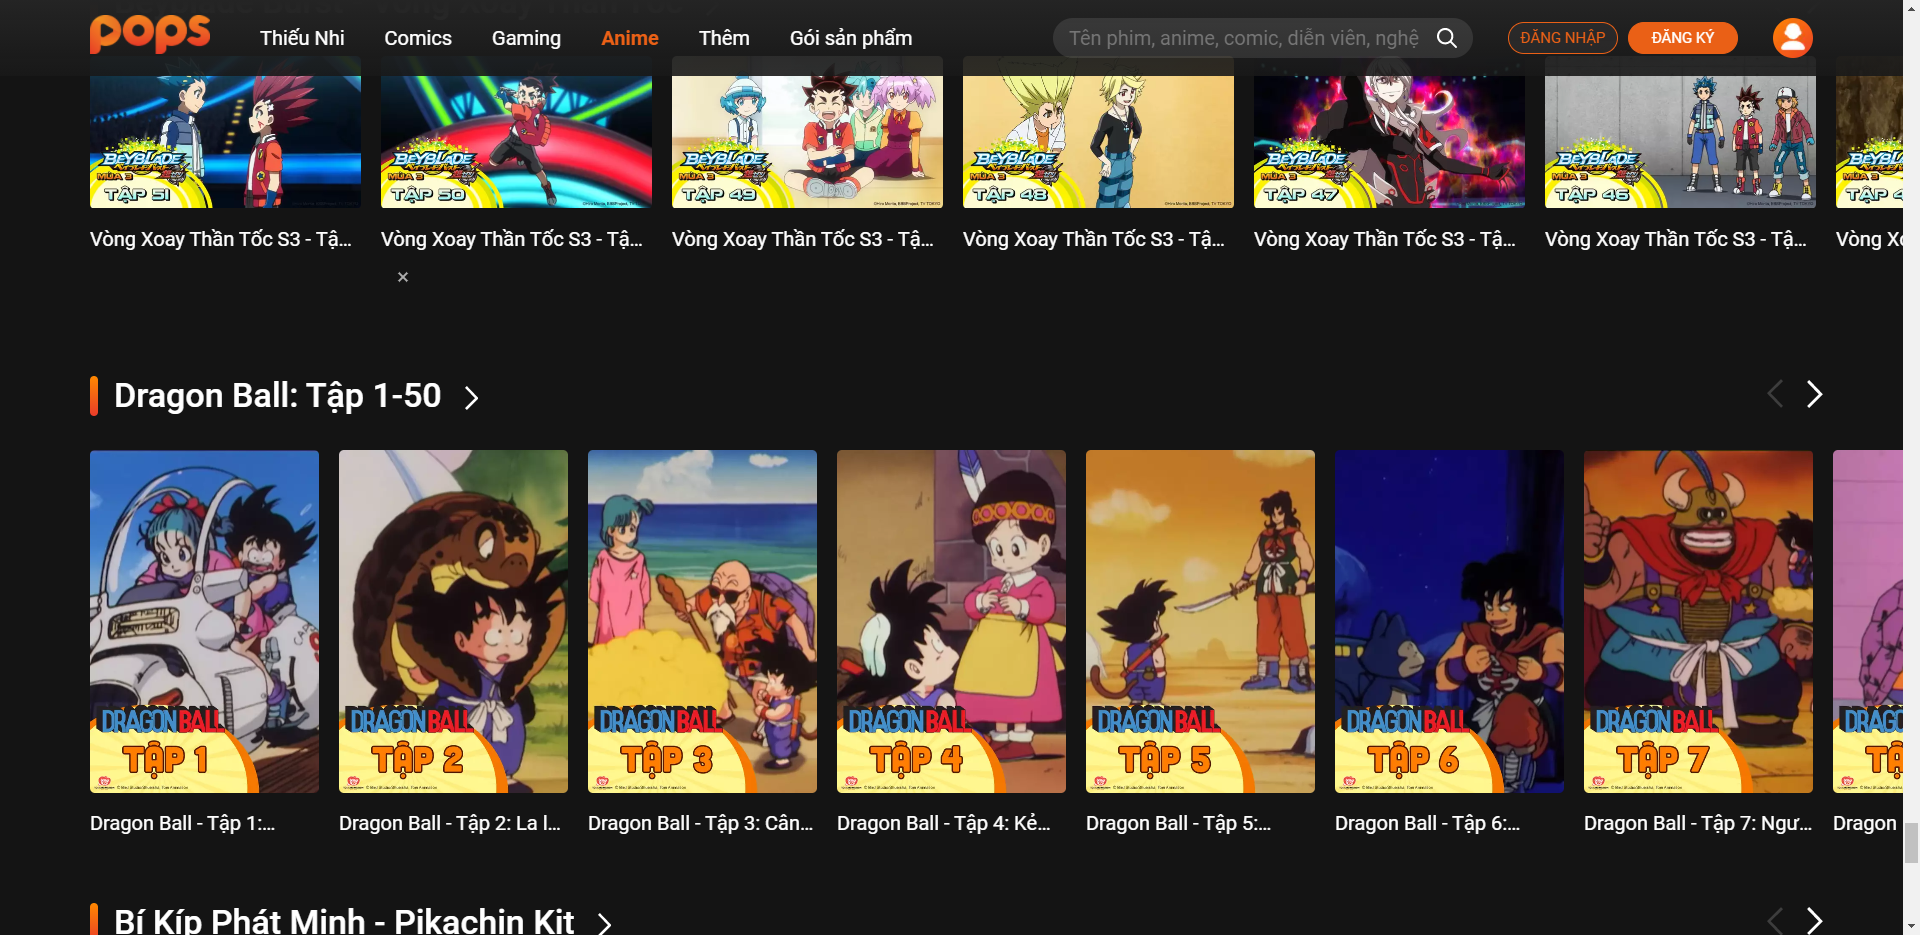 pops
Thiếu Nhi
Comics
Gaming
Anime
Thêm
Gói sản phẩm
Tên phim, anime, comic, diễn viên, nghệ
ĐĂNG NHẬP
ĐĂNG KÝ
BEYBLADE
MÙA 3
TẬP 51
BEYBLADE
MÙA 3
TẬP 50
BEYBLADE
MÙA 3
TẬP 49
BEYBLADE
MÙA 3
TẬP 48
BEYBLADE
MÙA 3
TẬP 47
BEYBLADE
MÙA 3
TẬP 46
MÙA 3
Vòng Xoay Thần Tốc S3 - Tậ...
Vòng Xoay Thần Tốc S3 - Tậ...
Vòng Xoay Thần Tốc S3 - Tậ...
Vòng Xoay Thần Tốc S3 - Tậ...
Vòng Xoay Thần Tốc S3 - Tậ...
Vòng Xoay Thần Tốc S3 - Tậ...
Vòng X
Dragon Ball: Tập 1-50
DRAGON BALL
TẬP 1
DRAGON BALL
TẬP 2
DRAGON BALL
TẬP 3
DRAGON BALL
TẬP 4
DRAGON BALL
TẬP 5
DRAGON BALL
TẬP 6
DRAGON BALL
TẬP 7
DRAGO
TẬ
Dragon Ball - Tập 1:...
Dragon Ball - Tập 2: La l...
Dragon Ball - Tập 3: Cân...
Dragon Ball - Tập 4: Kẻ...
Dragon Ball - Tập 5:...
Dragon Ball - Tập 6:...
Dragon Ball - Tập 7: Ngư...
Dragon
Bí Kíp Phát Minh - Pikachin Kit